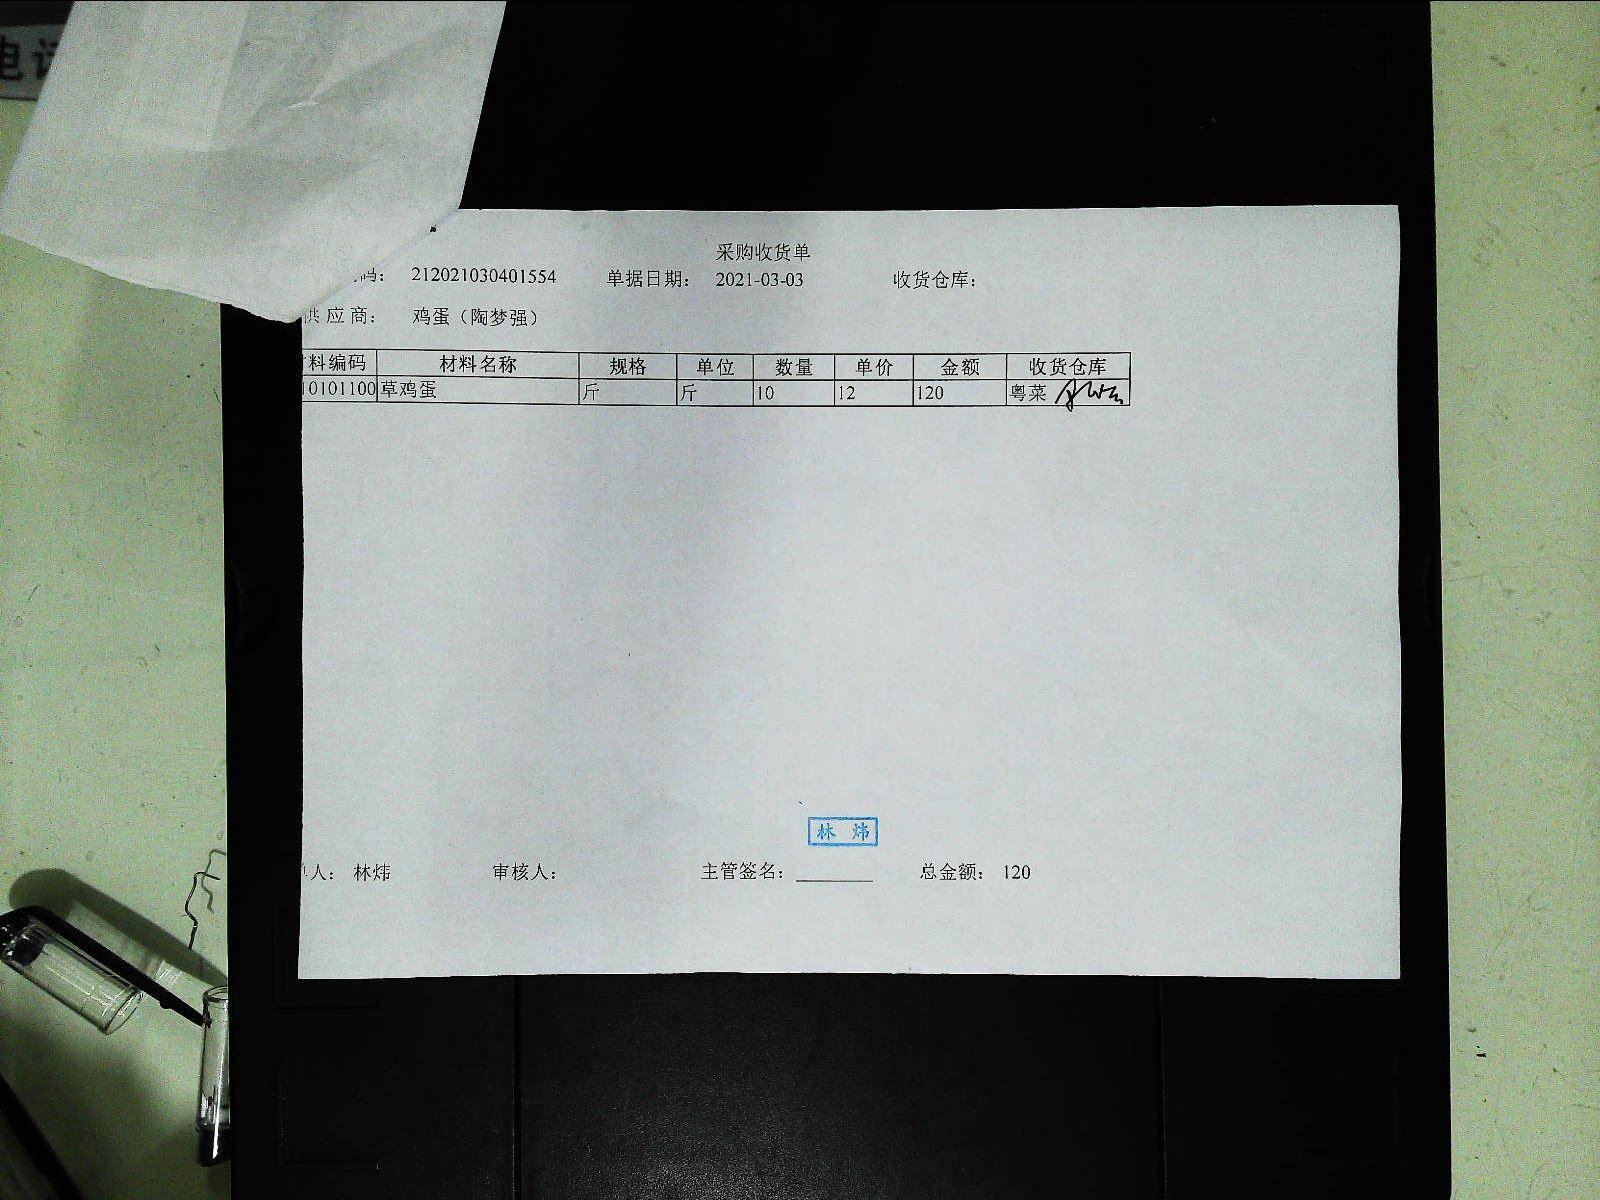 电话
采购收货单
码： 212021030401554 单据日期： 2021-03-03 收货仓库：
供应商： 鸡蛋（陶梦强）
料编码 材料名称 规格 单位 数量 单价 金额 收货仓库
10101100 草鸡蛋 斤 斤 10 12 120 粤菜
林 炜
人： 林炜 审核人： 主管签名： 总金额： 120